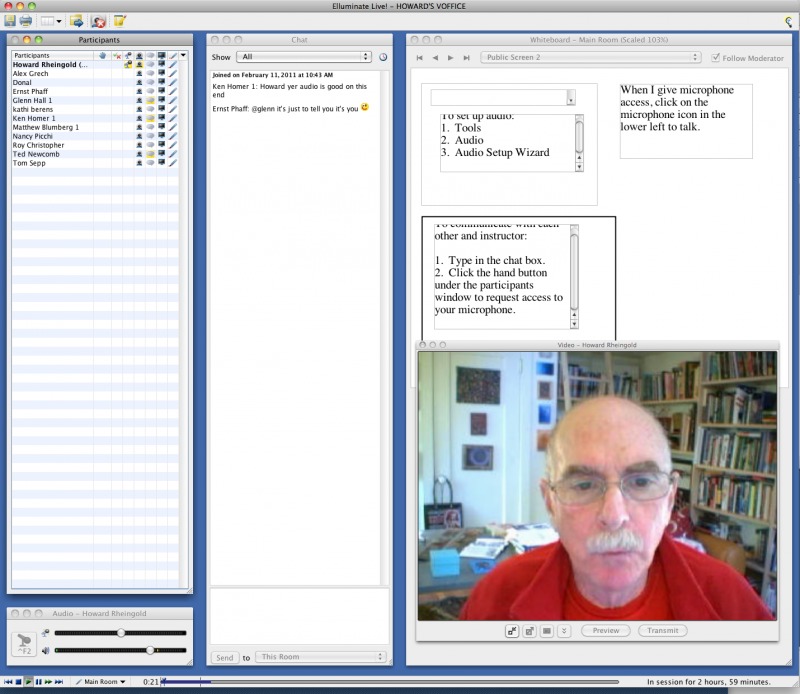 Elluminate Live! – HOWARD'S VOFFICE
Participants
Participants
Howard Rheingold (...
Alex Grech
Donal
Ernst Phaff
Glenn Hall 1
kathi berens
Ken Homer 1
Matthew Blumberg 1
Nancy Picchi
Roy Christopher
Ted Newcomb
Tom Sepp
Audio – Howard Rheingold
F2
Chat
Show All
Joined on February 11, 2011 at 10:43 AM
Ken Homer 1: Howard yer audio is good on this
end
Ernst Phaff: @glenn it's just to tell you it's you
Send to This Room
Whiteboard – Main Room (Scaled 103%)
Public Screen 2
Follow Moderator
To set up audio:
1. Tools
2. Audio
3. Audio Setup Wizard
When I give microphone
access, click on the
microphone icon in the
lower left to talk.
To communicate with each
other and instructor:
1. Type in the chat box.
2. Click the hand button
under the participants
window to request access to
your microphone.
Video – Howard Rheingold
Preview
Transmit
Main Room
0:21
In session for 2 hours, 59 minutes.